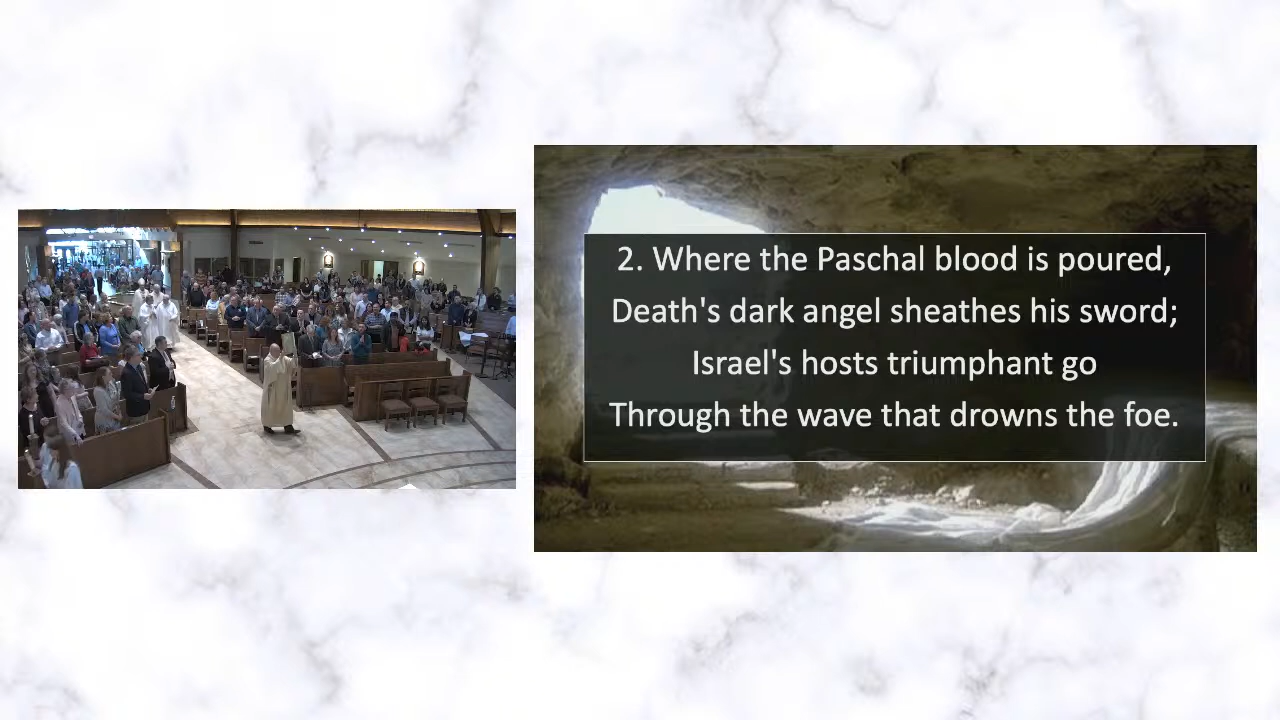 2. Where the Paschal blood is poured,
Death's dark angel sheathes his sword;
Israel's hosts triumphant go
Through the wave that drowns the foe.